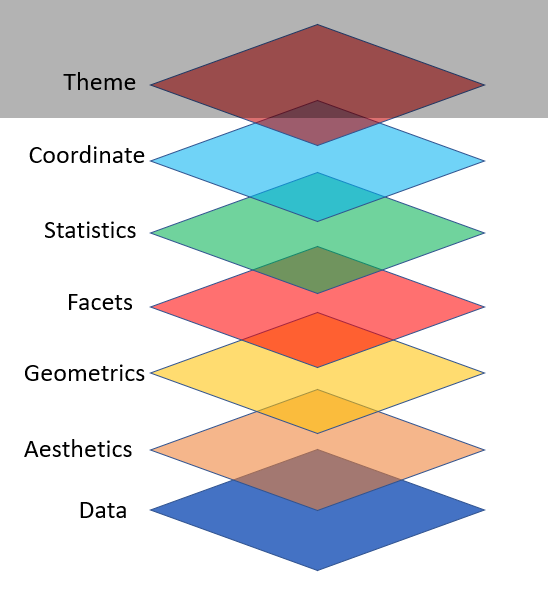 Theme
Coordinate
Statistics
Facets
Geometrics
Aesthetics
Data